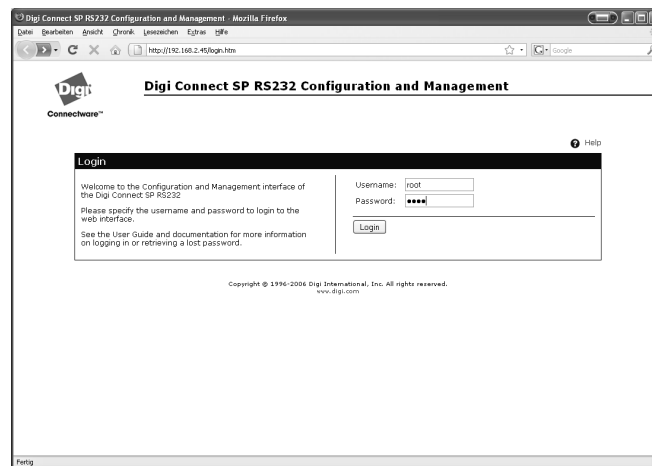 Digi Connect SP RS232 Configuration and Management - Mozilla Firefox
Datei Bearbeiten Ansicht Chronik Lesezeichen Extras Hilfe
http://192.168.2.45/login.htm
Google
Digi
Connectware™
Digi Connect SP RS232 Configuration and Management
Help
Login
Welcome to the Configuration and Management interface of
the Digi Connect SP RS232
Please specify the username and password to login to the
web interface.
See the User Guide and documentation for more information
on logging in or retrieving a lost password.
Username: root
Password: ●●●●
Login
Copyright © 1996-2006 Digi International, Inc. All rights reserved.
www.digi.com
Fertig